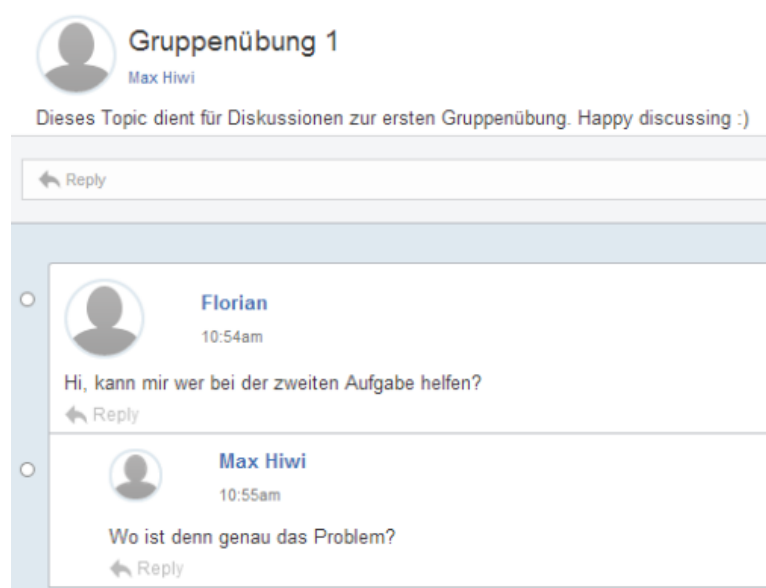 Gruppenübung 1
Max Hiwi
Dieses Topic dient für Diskussionen zur ersten Gruppenübung. Happy discussing :)
Reply
Florian
10:54am
Hi, kann mir wer bei der zweiten Aufgabe helfen?
Reply
Max Hiwi
10:55am
Wo ist denn genau das Problem?
Reply